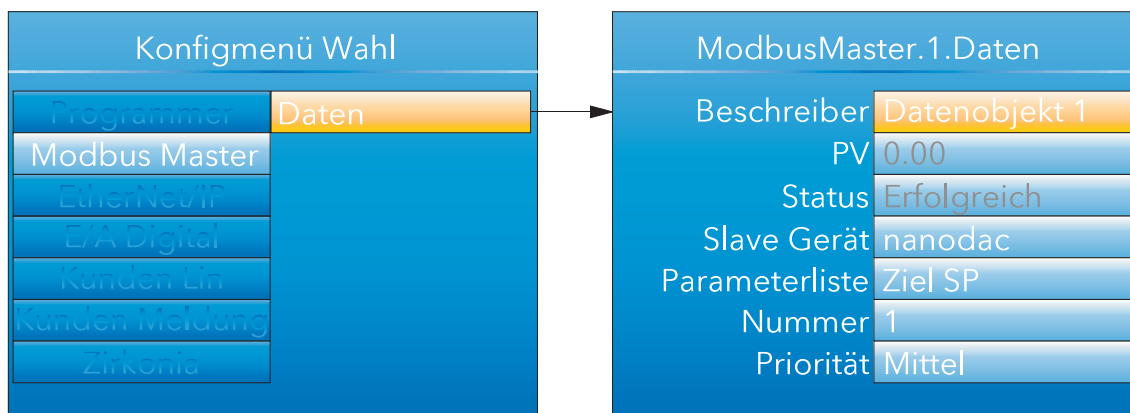 Konfigmenü Wahl
Programmer
Daten
Modbus Master
EtherNet/IP
E/A Digital
Kunden Lin
Kunden Meldung
Zirkonia
ModbusMaster.1.Daten
Beschreiber Datenobjekt 1
PV 0.00
Status Erfolgreich
Slave Gerät nanodac
Parameterliste Ziel SP
Nummer 1
Priorität Mittel